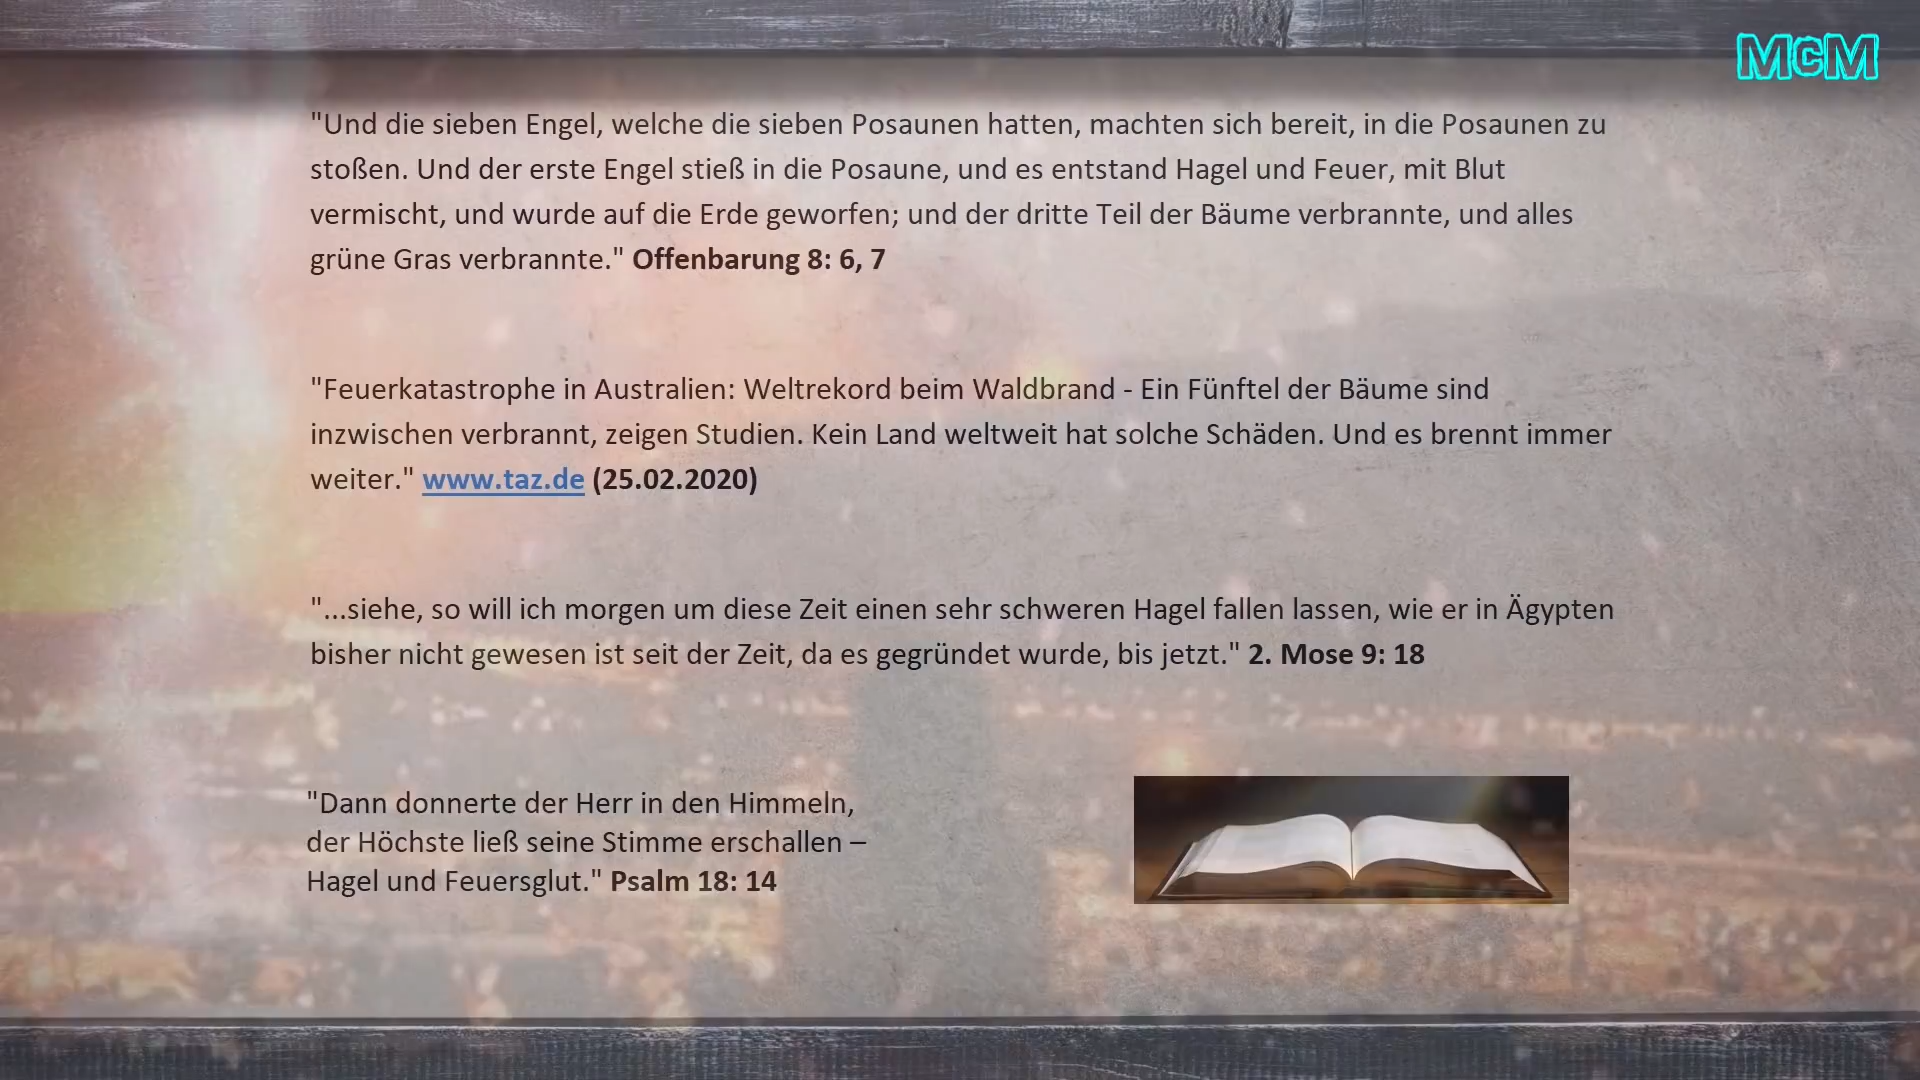 McM
"Und die sieben Engel, welche die sieben Posaunen hatten, machten sich bereit, in die Posaunen zu
stoßen. Und der erste Engel stieß in die Posaune, und es entstand Hagel und Feuer, mit Blut
vermischt, und wurde auf die Erde geworfen; und der dritte Teil der Bäume verbrannte, und alles
grüne Gras verbrannte." Offenbarung 8: 6, 7
"Feuerkatastrophe in Australien: Weltrekord beim Waldbrand - Ein Fünftel der Bäume sind
inzwischen verbrannt, zeigen Studien. Kein Land weltweit hat solche Schäden. Und es brennt immer
weiter." www.taz.de (25.02.2020)
"...siehe, so will ich morgen um diese Zeit einen sehr schweren Hagel fallen lassen, wie er in Ägypten
bisher nicht gewesen ist seit der Zeit, da es gegründet wurde, bis jetzt." 2. Mose 9: 18
"Dann donnerte der Herr in den Himmeln,
der Höchste ließ seine Stimme erschallen –
Hagel und Feuersglut." Psalm 18: 14